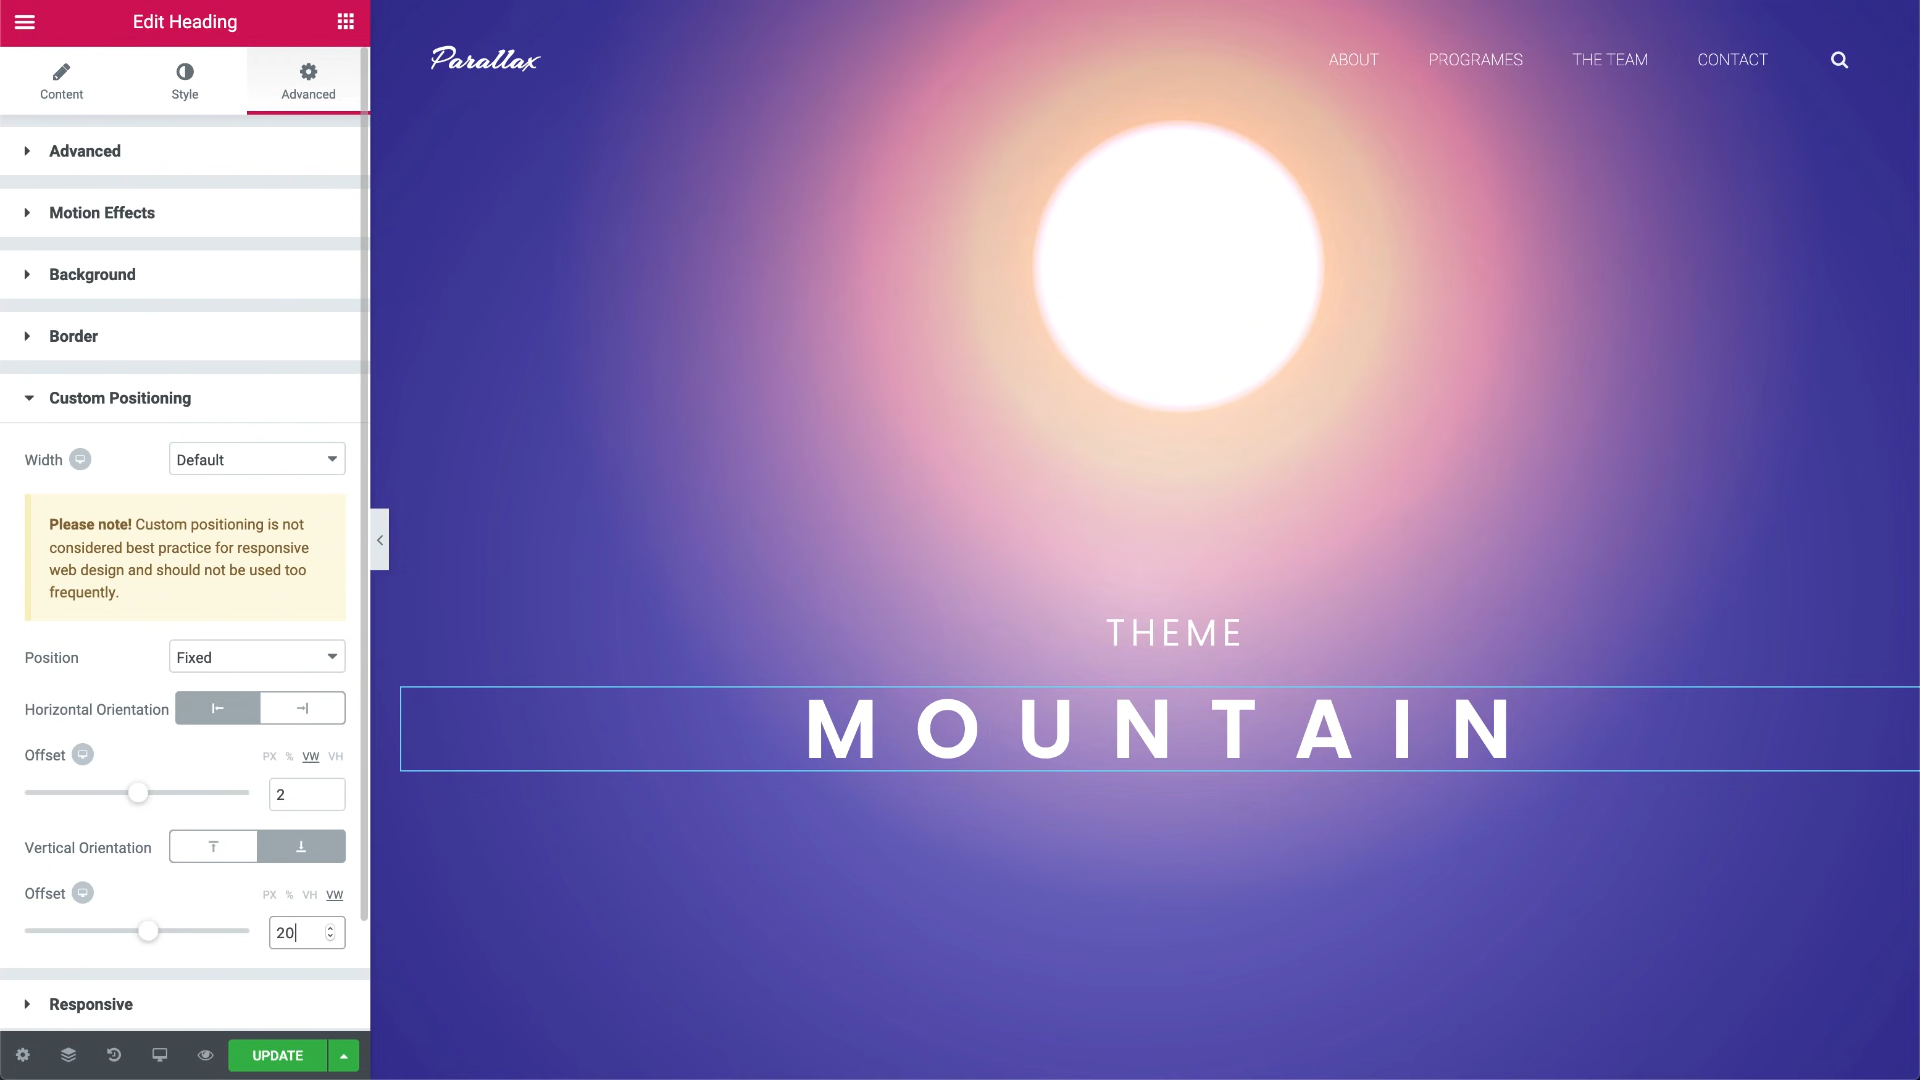 Edit Heading
Content
Style
Advanced
Advanced
Motion Effects
Background
Border
Custom Positioning
Width
Default
Please note! Custom positioning is not
considered best practice for responsive
web design and should not be used too
frequently.
Position
Fixed
Horizontal Orientation
Offset
PX % VW VH
2
Vertical Orientation
Offset
PX % VH VW
20
Responsive
UPDATE
Parallax
ABOUT
PROGRAMES
THE TEAM
CONTACT
THEME
MOUNTAIN